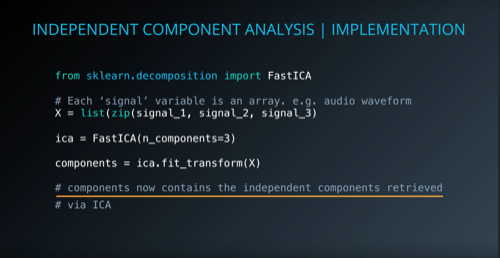 INDEPENDENT COMPONENT ANALYSIS | IMPLEMENTATION
from sklearn.decomposition import FastICA
# Each ‘signal’ variable is an array. e.g. audio waveform
X = list(zip(signal_1, signal_2, signal_3)
ica = FastICA(n_components=3)
components = ica.fit_transform(X)
# components now contains the independent components retrieved
# via ICA